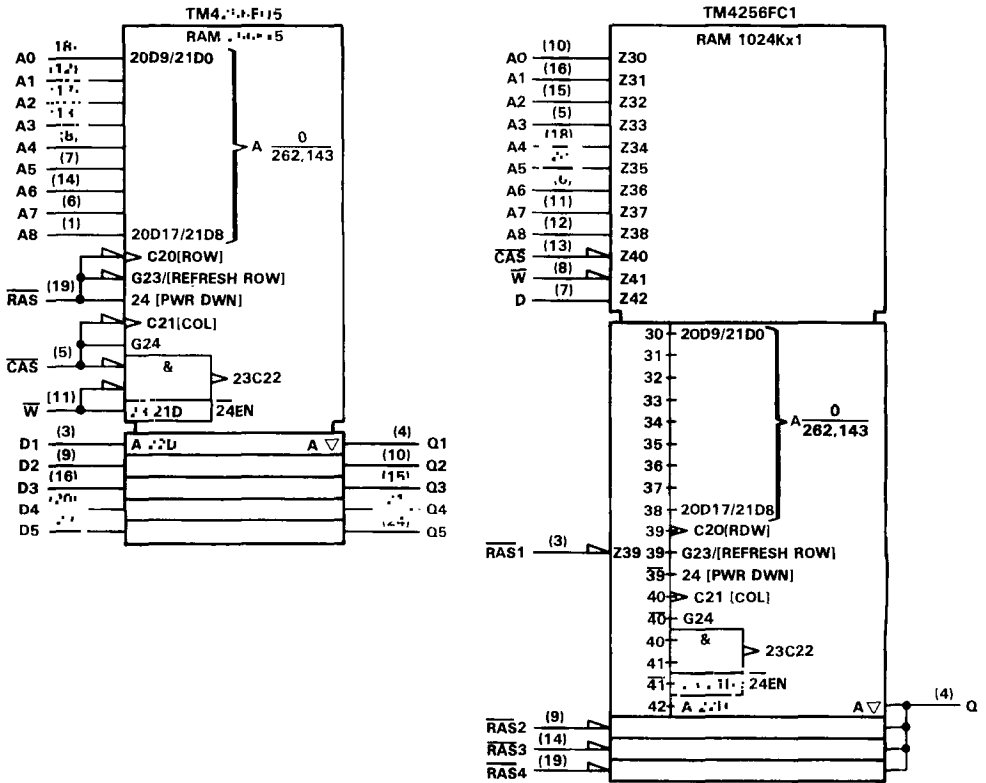 RAM
A0
20D9/21D0
A1
A2
A3
A4
A5 (7)
A6 (14)
A7 (6)
A8 (1)
20D17/21D8
A 0
262,143
C20[ROW]
G23/[REFRESH ROW]
RAS (19) 24 [PWR DWN]
C21[COL]
G24
CAS (5)
&
23C22
W (11)
24EN
D1 (3) A A ▽ (4) Q1
D2 (9) (10) Q2
D3 (16) (15) Q3
D4 Q4
D5 (24) Q5
TM4256FC1
RAM 1024Kx1
A0 (10) Z30
A1 (16) Z31
A2 (15) Z32
A3 (5) Z33
A4 (18) Z34
A5 Z35
A6 Z36
A7 (11) Z37
A8 (12) Z38
CAS (13) Z40
W (8) Z41
D (7) Z42
30 20D9/21D0
31
32
33
34
35
36
37
38 20D17/21D8
A 0
262,143
39 C20(RDW]
RAS1 (3) Z39 39 G23/[REFRESH ROW]
39 24 [PWR DWN]
40 C21 [COL]
40 G24
40 &
23C22
41
41 24EN
42 A A ▽ (4) Q
RAS2 (9)
RAS3 (14)
RAS4 (19)